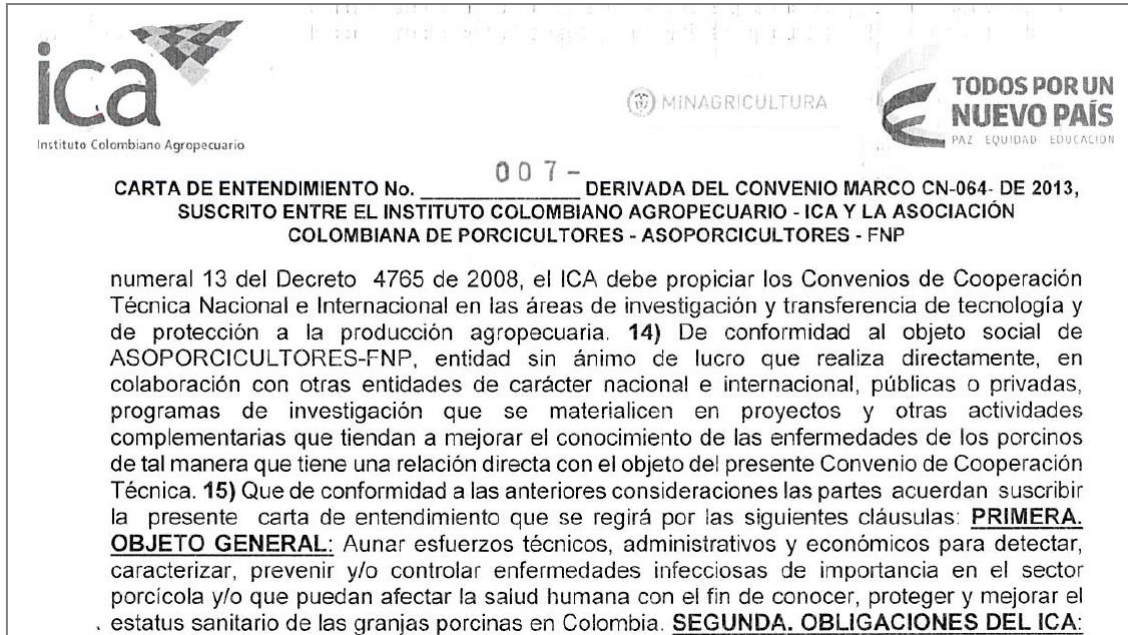 ica
Instituto Colombiano Agropecuario
MINAGRICULTURA
TODOS POR UN
NUEVO PAÍS
PAZ EQUIDAD EDUCACION
CARTA DE ENTENDIMIENTO No. 007- DERIVADA DEL CONVENIO MARCO CN-064- DE 2013,
SUSCRITO ENTRE EL INSTITUTO COLOMBIANO AGROPECUARIO - ICA Y LA ASOCIACIÓN
COLOMBIANA DE PORCICULTORES - ASOPORCICULTORES - FNP
numeral 13 del Decreto 4765 de 2008, el ICA debe propiciar los Convenios de Cooperación
Técnica Nacional e Internacional en las áreas de investigación y transferencia de tecnología y
de protección a la producción agropecuaria. 14) De conformidad al objeto social de
ASOPORCICULTORES-FNP, entidad sin ánimo de lucro que realiza directamente, en
colaboración con otras entidades de carácter nacional e internacional, públicas o privadas,
programas de investigación que se materialicen en proyectos y otras actividades
complementarias que tiendan a mejorar el conocimiento de las enfermedades de los porcinos
de tal manera que tiene una relación directa con el objeto del presente Convenio de Cooperación
Técnica. 15) Que de conformidad a las anteriores consideraciones las partes acuerdan suscribir
la presente carta de entendimiento que se regirá por las siguientes cláusulas: PRIMERA.
OBJETO GENERAL: Aunar esfuerzos técnicos, administrativos y económicos para detectar,
caracterizar, prevenir y/o controlar enfermedades infecciosas de importancia en el sector
porcícola y/o que puedan afectar la salud humana con el fin de conocer, proteger y mejorar el
estatus sanitario de las granjas porcinas en Colombia. SEGUNDA. OBLIGACIONES DEL ICA: